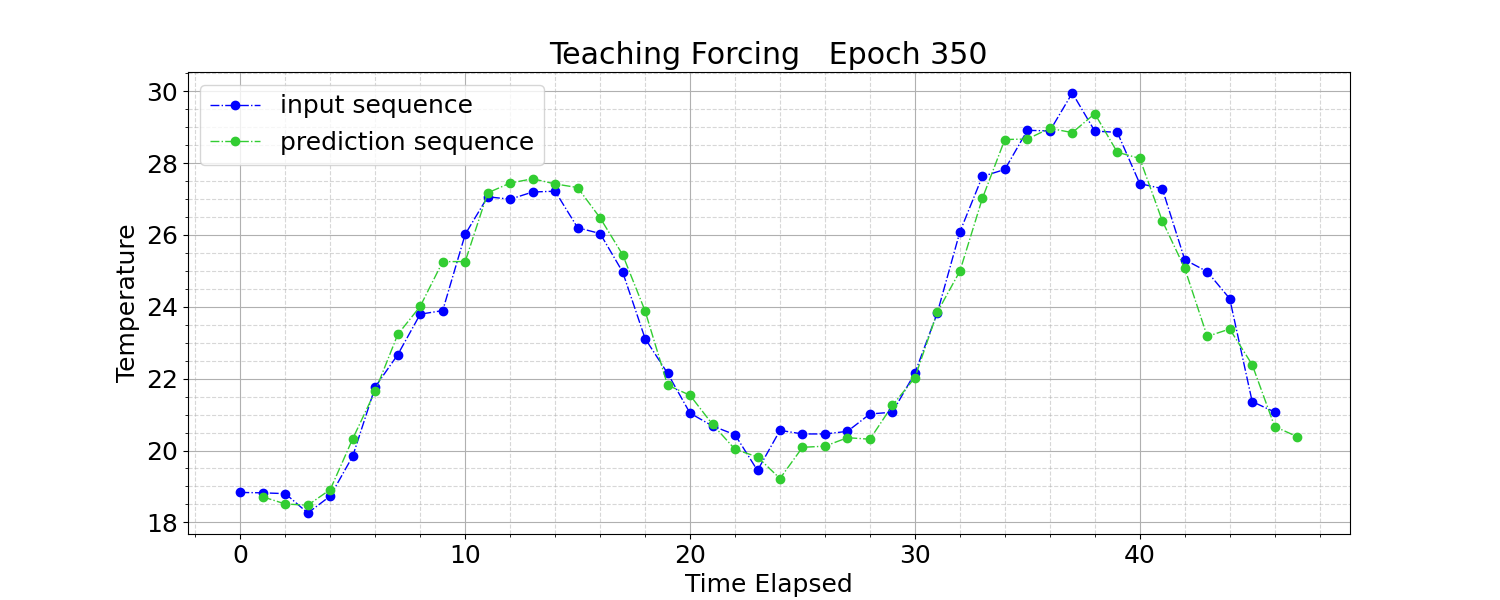 Teaching Forcing   Epoch 350
input sequence
prediction sequence
30
28
26
24
22
20
18
Temperature
0 10 20 30 40
Time Elapsed